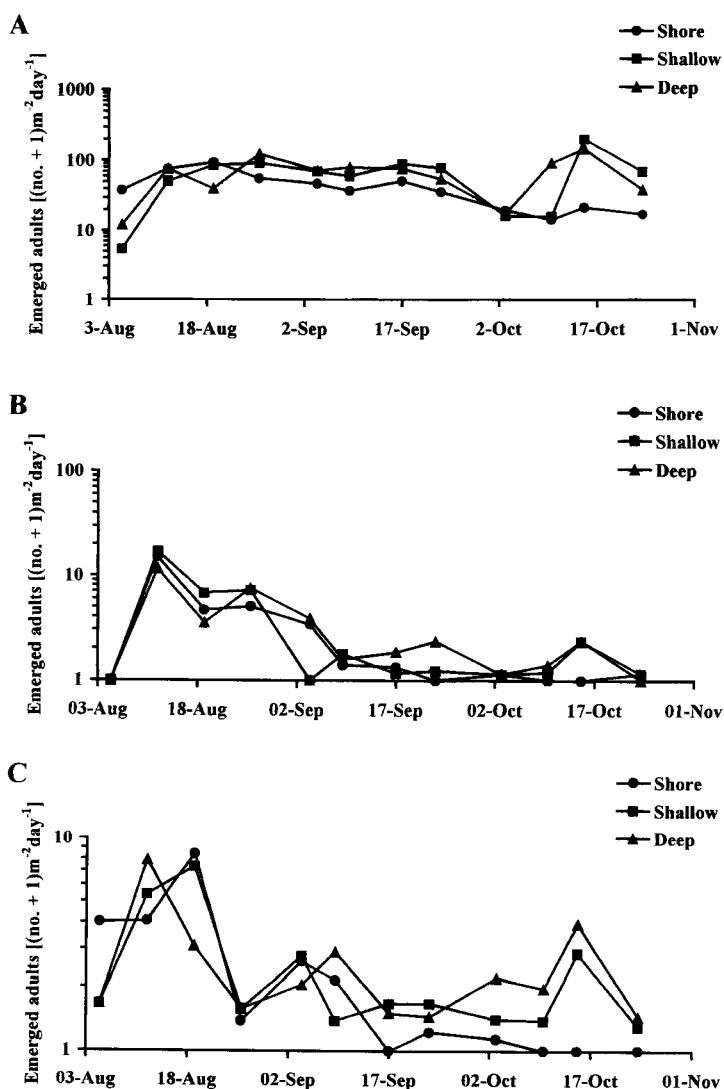 A
Shore
Shallow
Deep
Emerged adults [(no. + 1)m⁻²day⁻¹]
1000
100
10
1
3-Aug 18-Aug 2-Sep 17-Sep 2-Oct 17-Oct 1-Nov
B
Shore
Shallow
Deep
Emerged adults [(no. + 1)m⁻²day⁻¹]
100
10
1
03-Aug 18-Aug 02-Sep 17-Sep 02-Oct 17-Oct 01-Nov
C
Shore
Shallow
Deep
Emerged adults [(no. + 1)m⁻²day⁻¹]
10
1
03-Aug 18-Aug 02-Sep 17-Sep 02-Oct 17-Oct 01-Nov